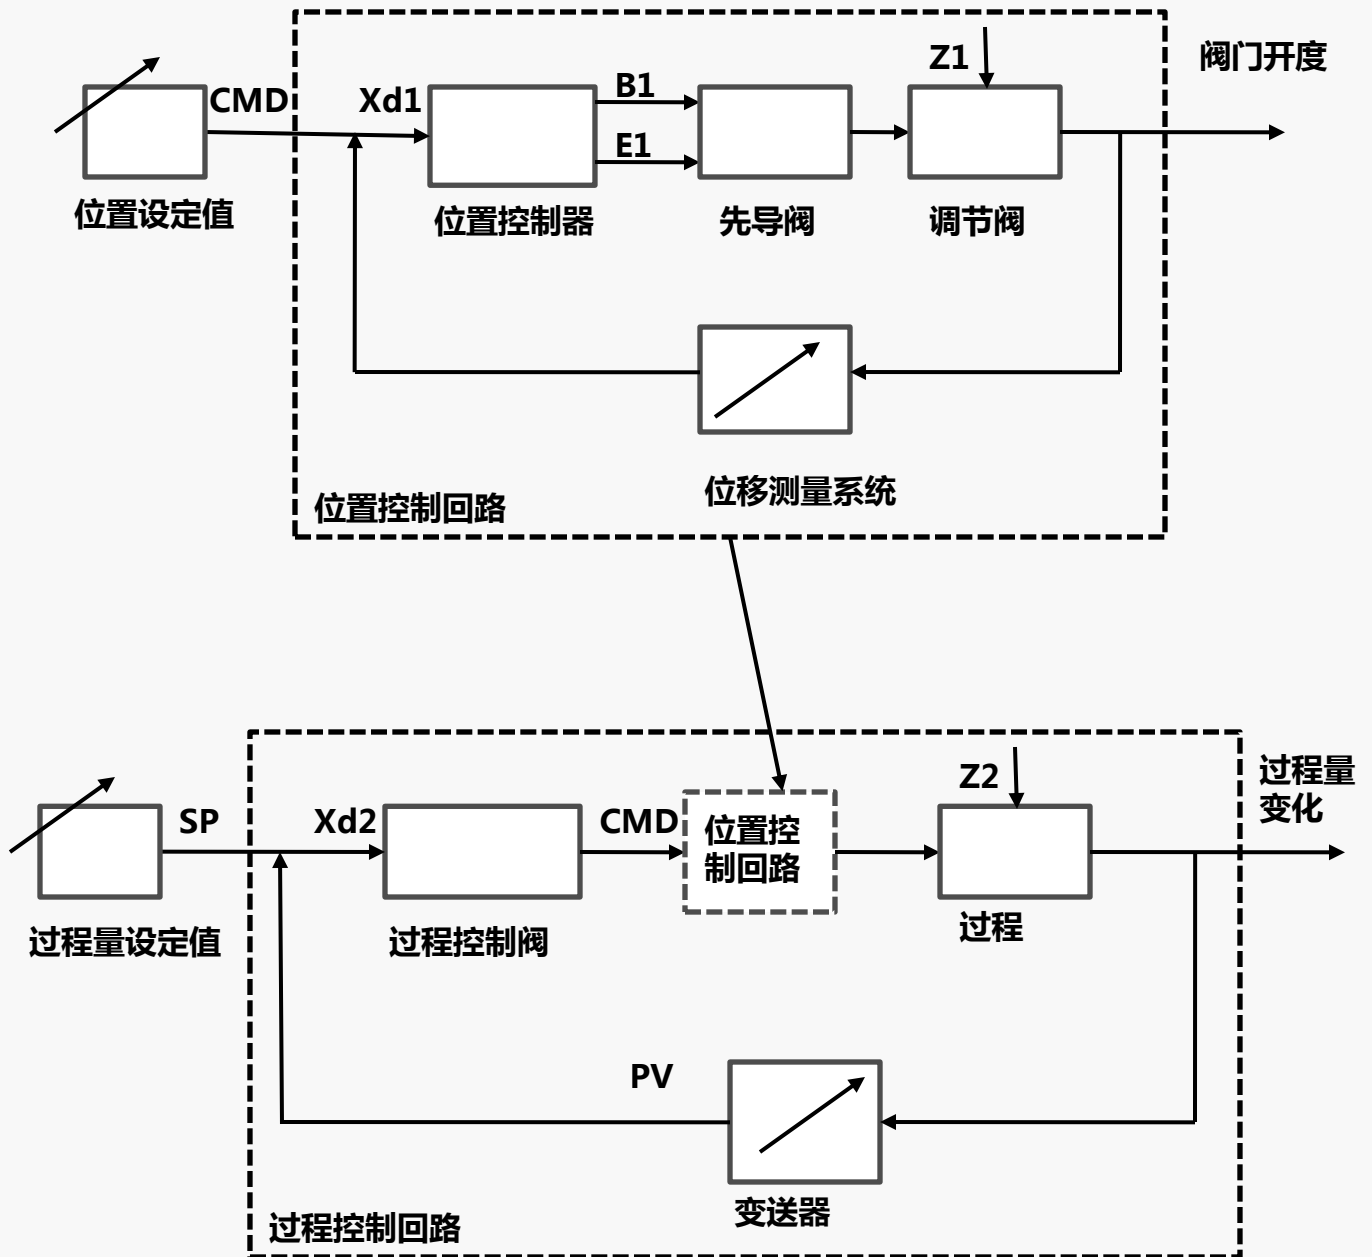 阀门开度
Z1
CMD
Xd1
B1
E1
位置设定值
位置控制器
先导阀
调节阀
位移测量系统
位置控制回路
过程量
变化
Z2
SP
Xd2
CMD
位置控
制回路
过程量设定值
过程控制阀
过程
PV
变送器
过程控制回路